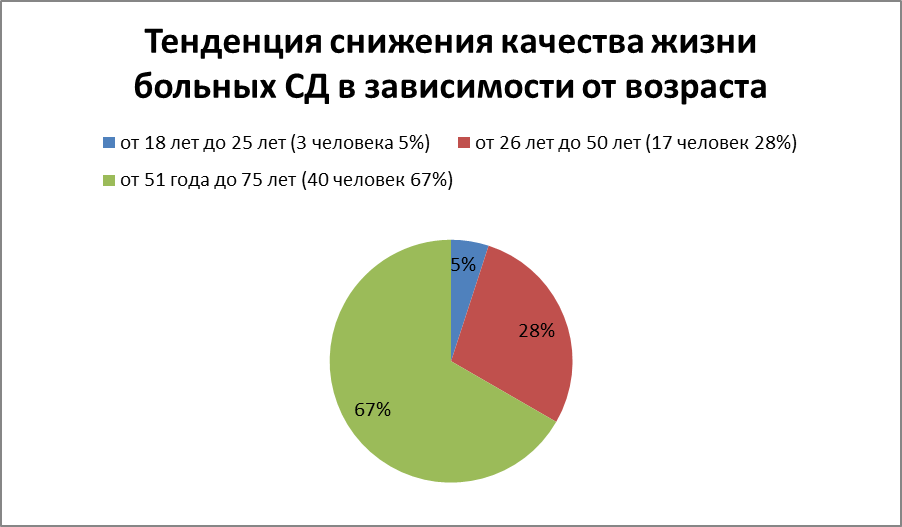 Тенденция снижения качества жизни
больных СД в зависимости от возраста
от 18 лет до 25 лет (3 человека 5%) от 26 лет до 50 лет (17 человек 28%)
от 51 года до 75 лет (40 человек 67%)
5%
28%
67%